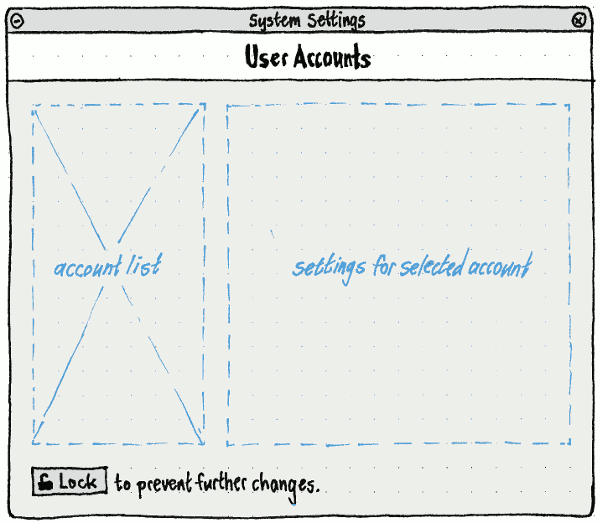 System Settings
User Accounts
account list
settings for selected account
Lock to prevent further changes.